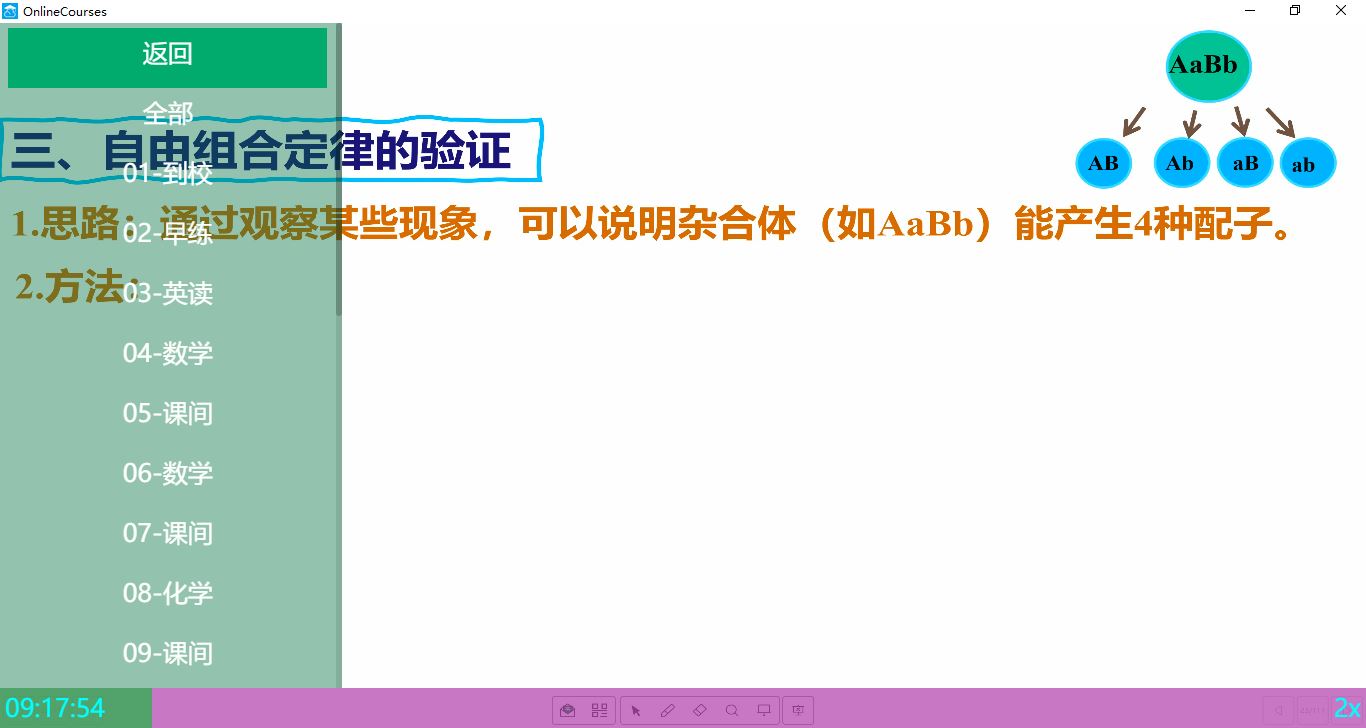 OnlineCourses
返回
全部
01-到校
02-早练
03-英读
04-数学
05-课间
06-数学
07-课间
08-化学
09-课间
三、自由组合定律的验证
1.思路：通过观察某些现象，可以说明杂合体（如AaBb）能产生4种配子。
2.方法：
AaBb
AB Ab aB ab
09:17:54
2x